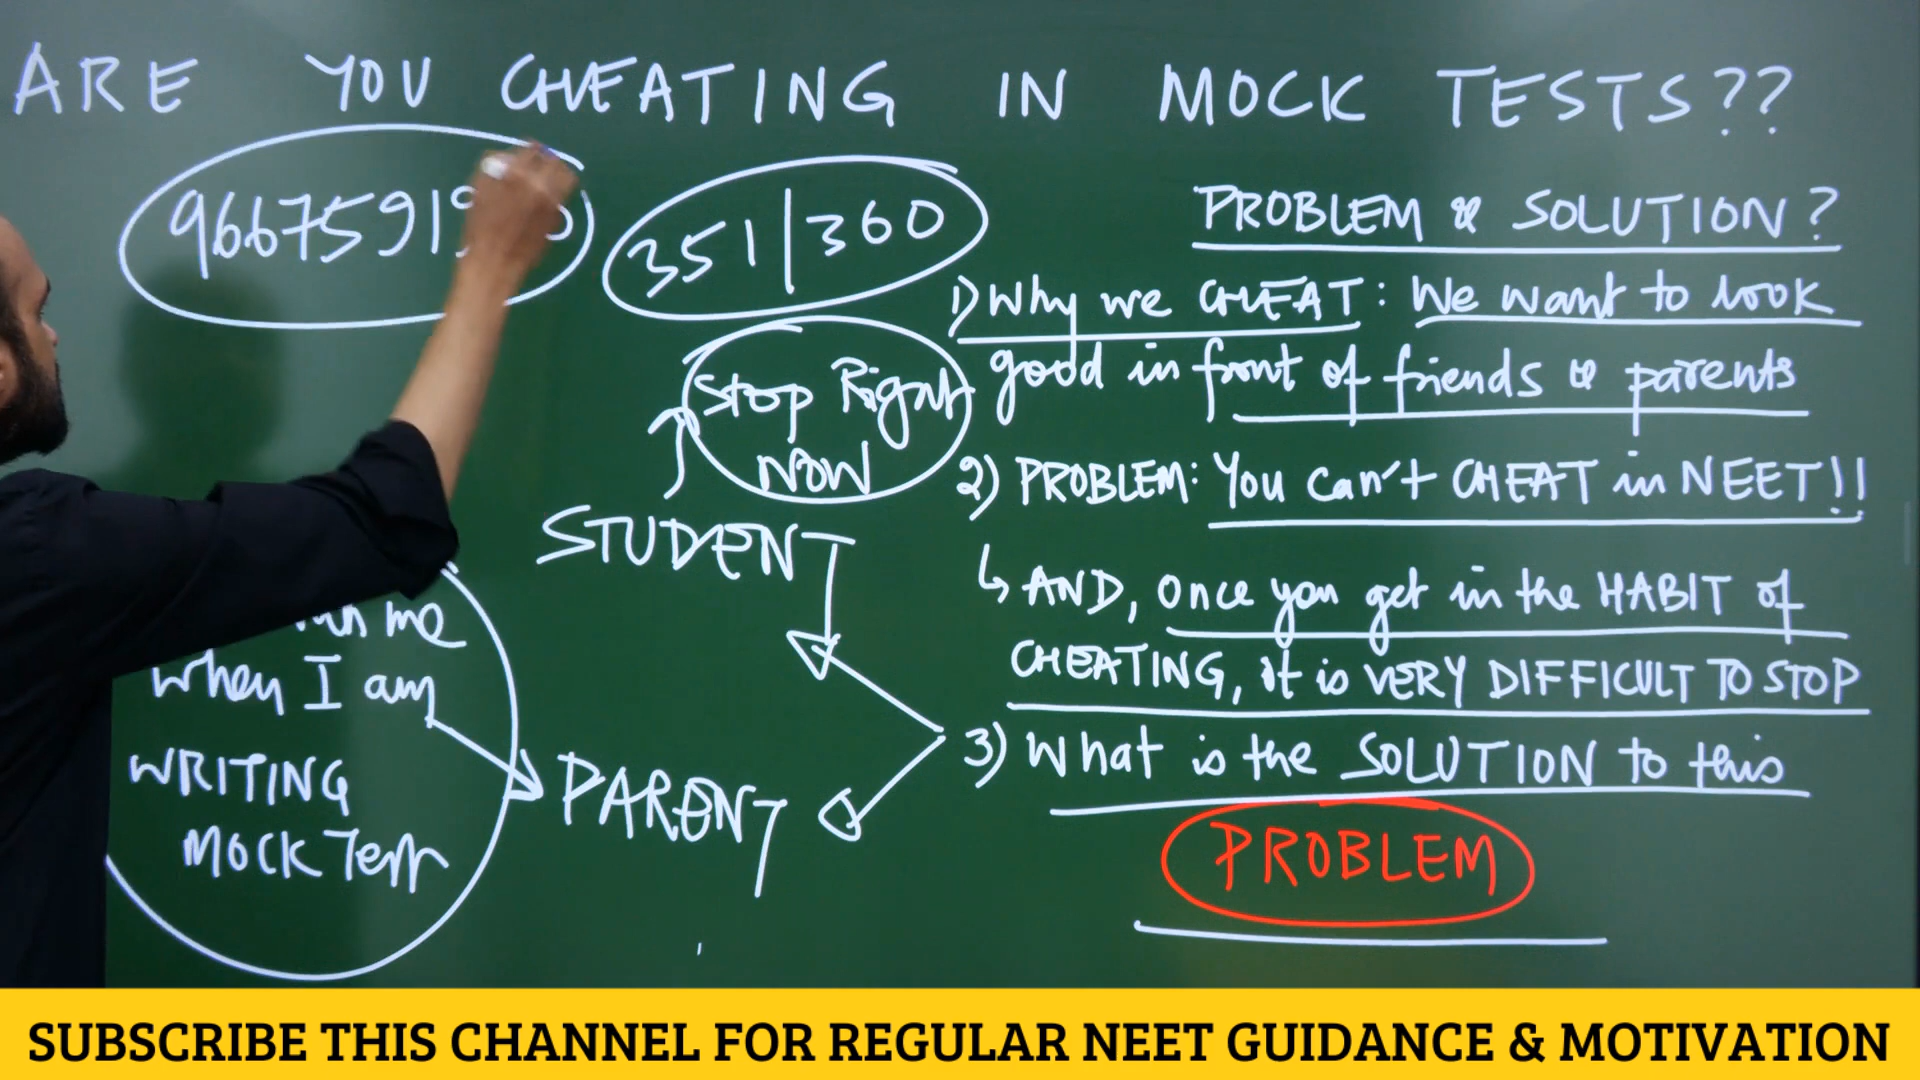 ARE YOU CHEATING IN MOCK TESTS??
351|360
Stop Right
NOW
STUDENT
me
when I am
WRITING
MOCK Test
PARENT
PROBLEM & SOLUTION?
1) Why we CHEAT: We want to look
good in front of friends & parents
2) PROBLEM: You can't CHEAT in NEET!!
↳ AND, Once you get in the HABIT of
CHEATING, it is VERY DIFFICULT TO STOP
3) What is the SOLUTION to this
PROBLEM
SUBSCRIBE THIS CHANNEL FOR REGULAR NEET GUIDANCE & MOTIVATION